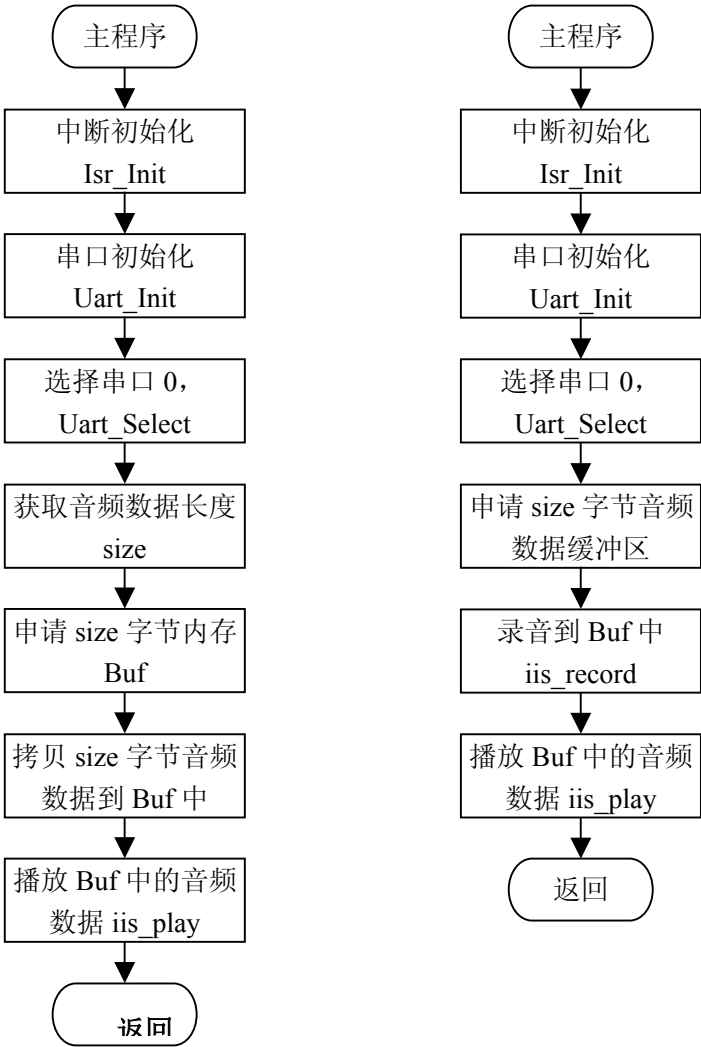 主程序
中断初始化
Isr_Init
串口初始化
Uart_Init
选择串口 0，
Uart_Select
获取音频数据长度
size
申请 size 字节内存
Buf
拷贝 size 字节音频
数据到 Buf 中
播放 Buf 中的音频
数据 iis_play
返回
主程序
中断初始化
Isr_Init
串口初始化
Uart_Init
选择串口 0，
Uart_Select
申请 size 字节音频
数据缓冲区
录音到 Buf 中
iis_record
播放 Buf 中的音频
数据 iis_play
返回